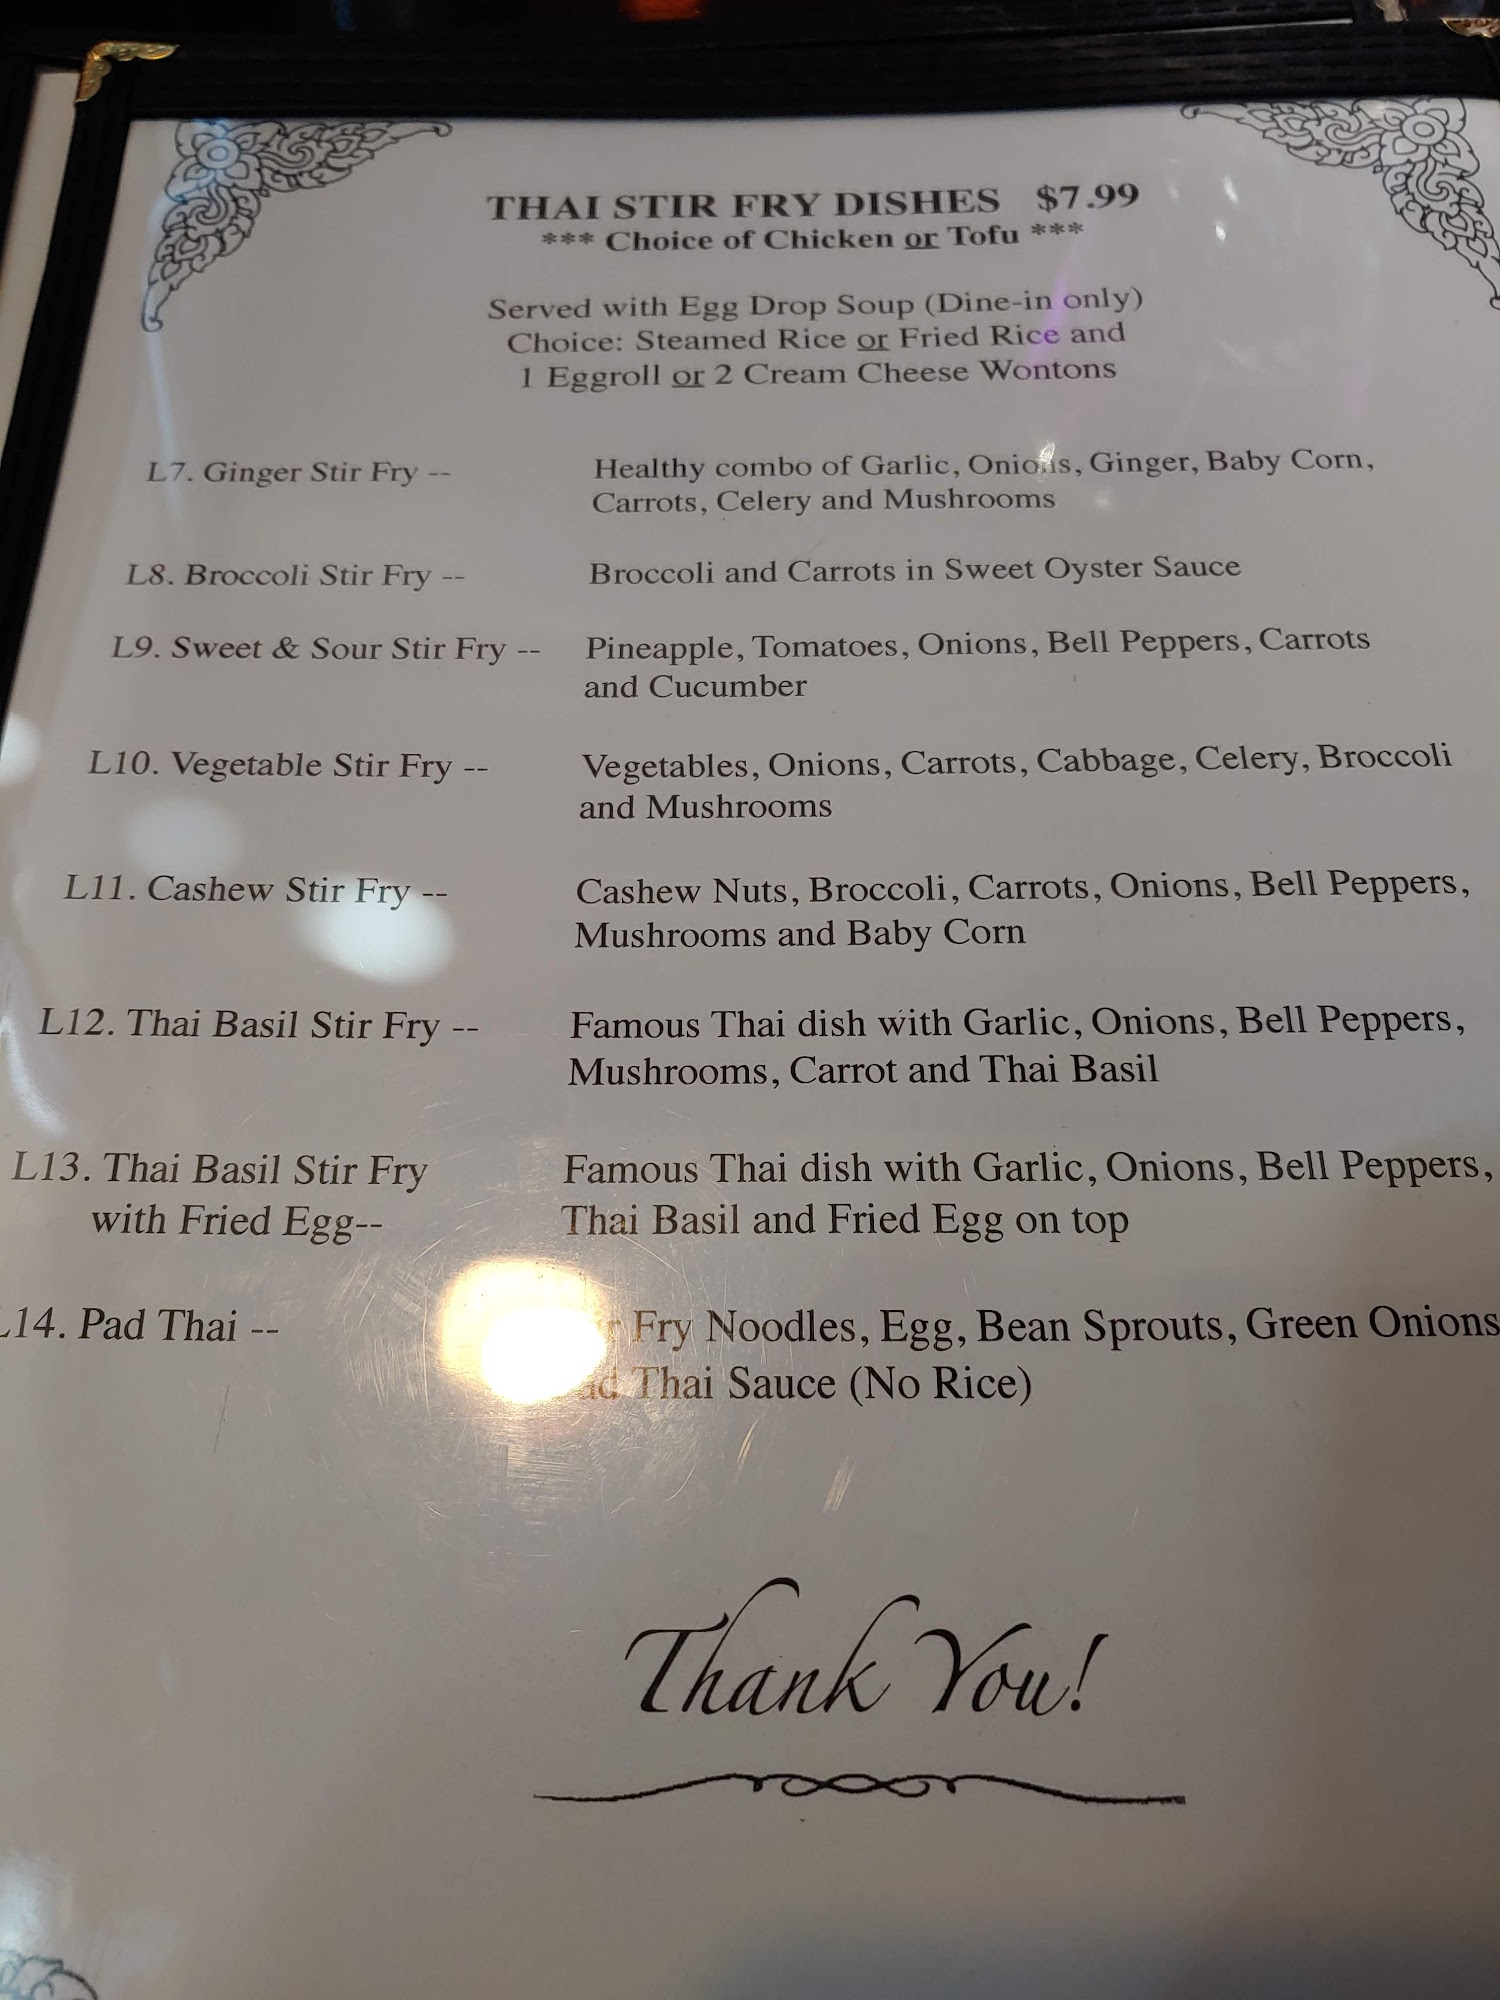 THAI STIR FRY DISHES $7.99
*** Choice of Chicken or Tofu ***
Served with Egg Drop Soup (Dine-in only)
Choice: Steamed Rice or Fried Rice and
1 Eggroll or 2 Cream Cheese Wontons
L7. Ginger Stir Fry -- Healthy combo of Garlic, Onions, Ginger, Baby Corn,
Carrots, Celery and Mushrooms
L8. Broccoli Stir Fry -- Broccoli and Carrots in Sweet Oyster Sauce
L9. Sweet & Sour Stir Fry -- Pineapple, Tomatoes, Onions, Bell Peppers, Carrots
and Cucumber
L10. Vegetable Stir Fry -- Vegetables, Onions, Carrots, Cabbage, Celery, Broccoli
and Mushrooms
L11. Cashew Stir Fry -- Cashew Nuts, Broccoli, Carrots, Onions, Bell Peppers,
Mushrooms and Baby Corn
L12. Thai Basil Stir Fry -- Famous Thai dish with Garlic, Onions, Bell Peppers,
Mushrooms, Carrot and Thai Basil
L13. Thai Basil Stir Fry Famous Thai dish with Garlic, Onions, Bell Peppers,
with Fried Egg-- Thai Basil and Fried Egg on top
L14. Pad Thai -- Fry Noodles, Egg, Bean Sprouts, Green Onions
Thai Sauce (No Rice)
Thank You!